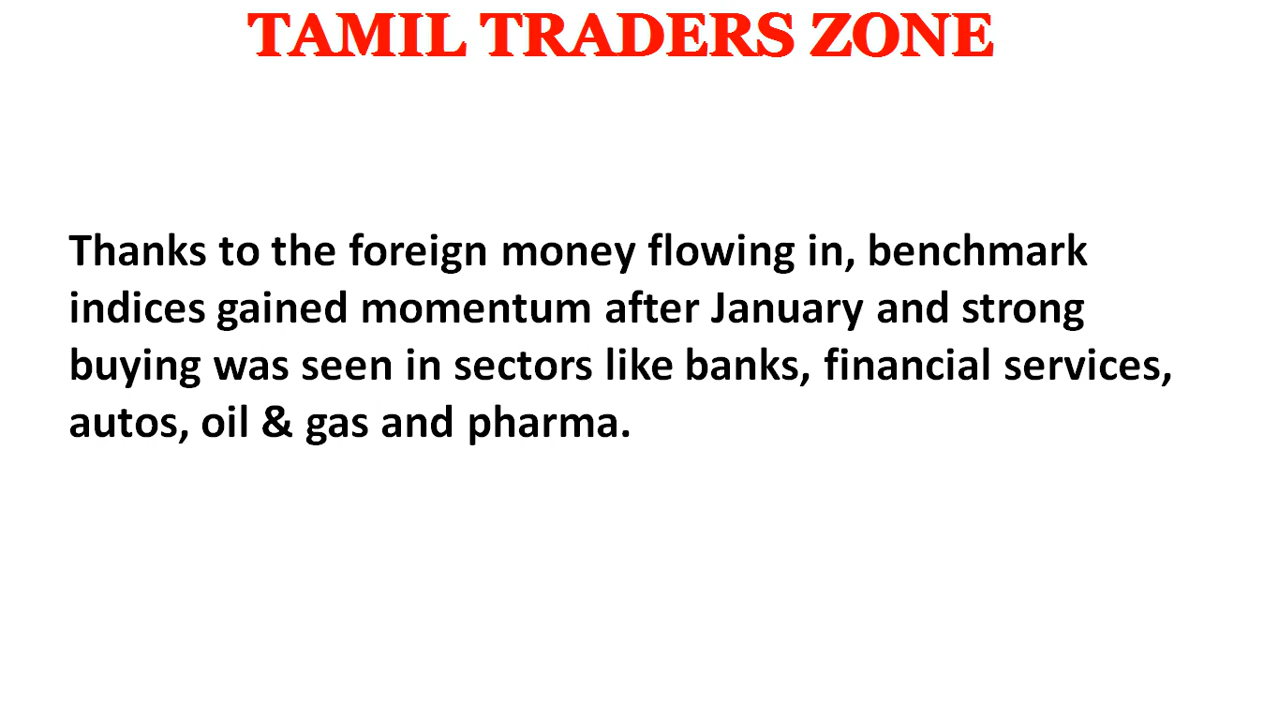 TAMIL TRADERS ZONE
Thanks to the foreign money flowing in, benchmark
indices gained momentum after January and strong
buying was seen in sectors like banks, financial services,
autos, oil & gas and pharma.